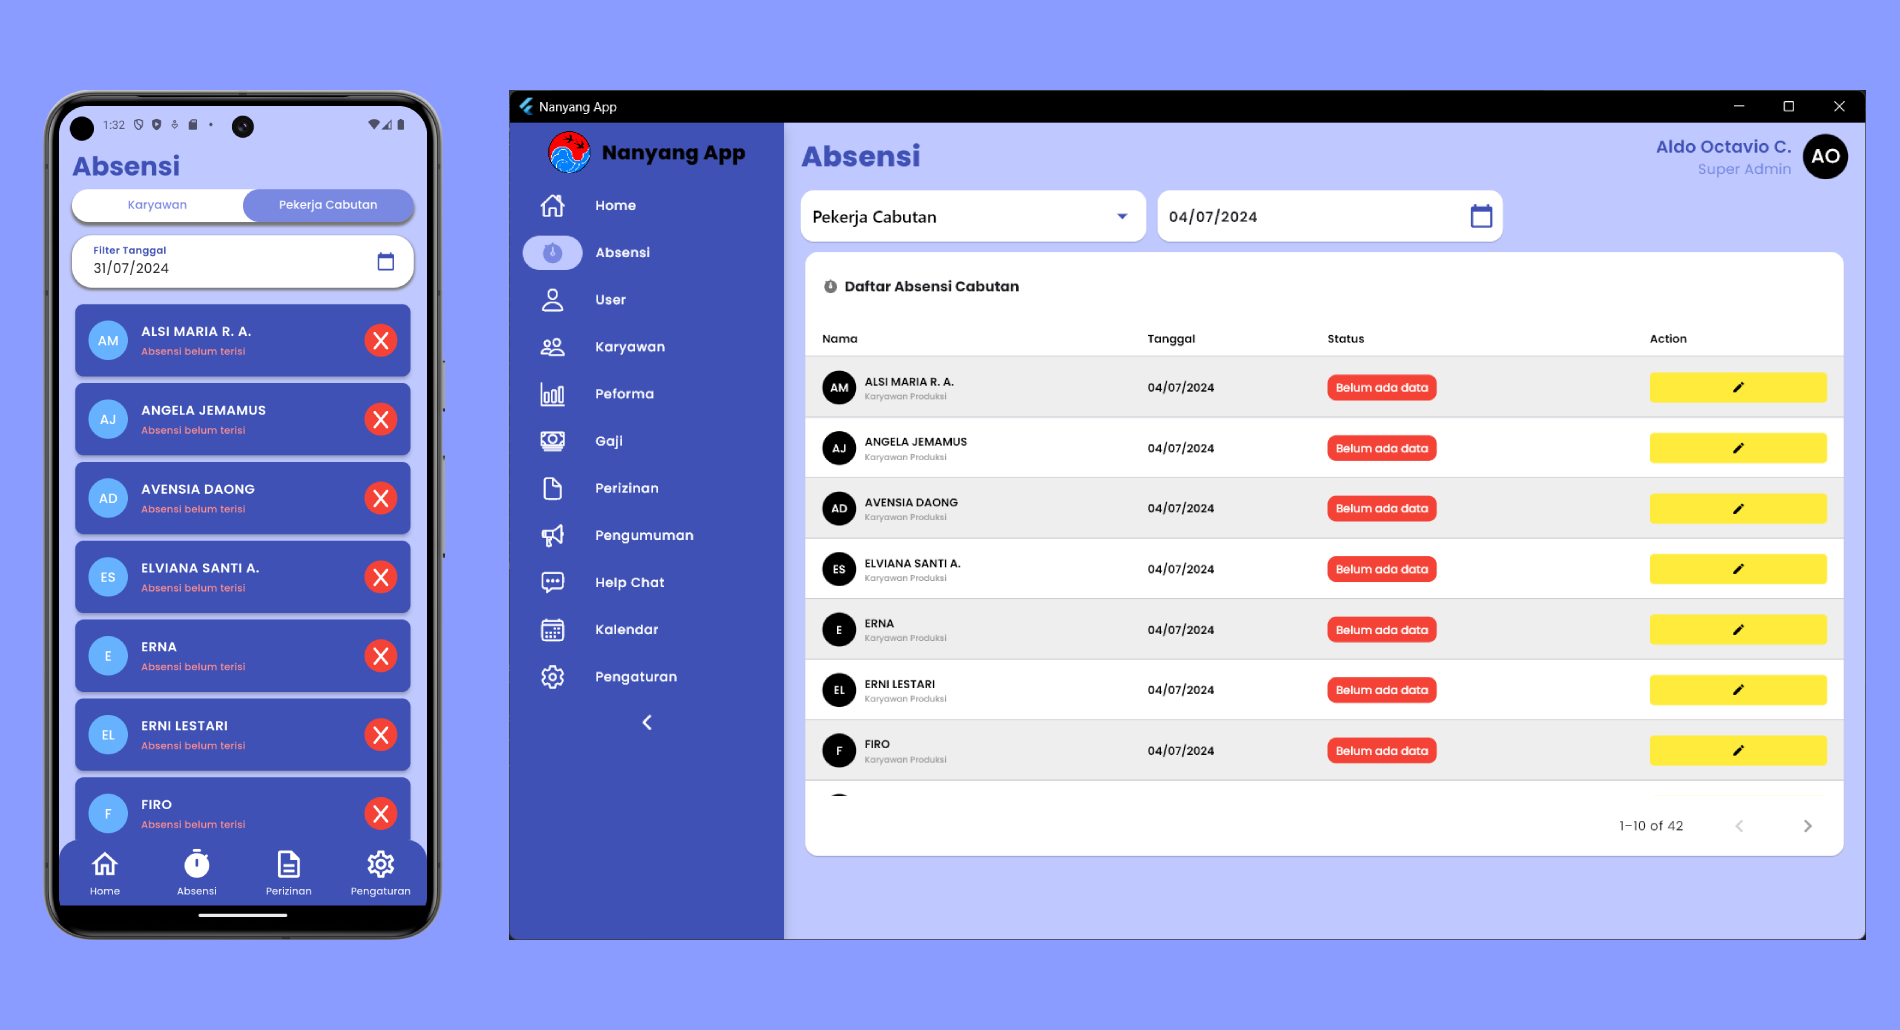 1:32
Absensi
Karyawan
Pekerja Cabutan
Filter Tanggal
31/07/2024
AM
ALSI MARIA R. A.
Absensi belum terisi
AJ
ANGELA JEMAMUS
Absensi belum terisi
AD
AVENSIA DAONG
Absensi belum terisi
ES
ELVIANA SANTI A.
Absensi belum terisi
E
ERNA
Absensi belum terisi
EL
ERNI LESTARI
Absensi belum terisi
F
FIRO
Absensi belum terisi
Home
Absensi
Perizinan
Pengaturan
Nanyang App
Nanyang App
Home
Absensi
User
Karyawan
Peforma
Gaji
Perizinan
Pengumuman
Help Chat
Kalendar
Pengaturan
Absensi
Aldo Octavio C.
Super Admin
AO
Pekerja Cabutan
04/07/2024
Daftar Absensi Cabutan
Nama Tanggal Status Action
AM ALSI MARIA R. A. 04/07/2024 Belum ada data
Karyawan Produksi
AJ ANGELA JEMAMUS 04/07/2024 Belum ada data
Karyawan Produksi
AD AVENSIA DAONG 04/07/2024 Belum ada data
Karyawan Produksi
ES ELVIANA SANTI A. 04/07/2024 Belum ada data
Karyawan Produksi
E ERNA 04/07/2024 Belum ada data
Karyawan Produksi
EL ERNI LESTARI 04/07/2024 Belum ada data
Karyawan Produksi
F FIRO 04/07/2024 Belum ada data
Karyawan Produksi
1–10 of 42